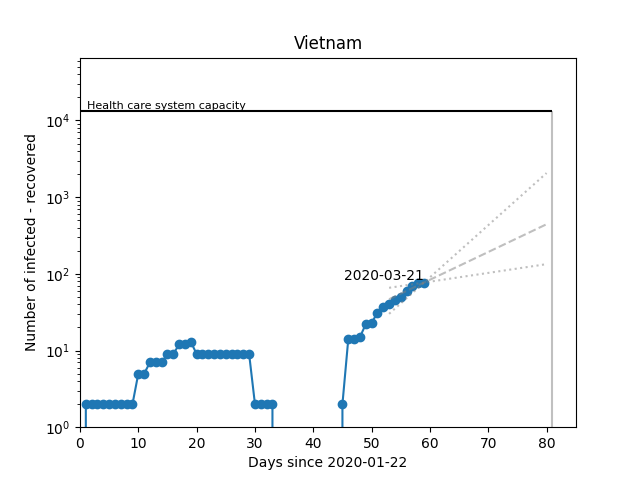 Vietnam
Health care system capacity
2020-03-21
Number of infected - recovered
10^4
10^3
10^2
10^1
10^0
0 10 20 30 40 50 60 70 80
Days since 2020-01-22